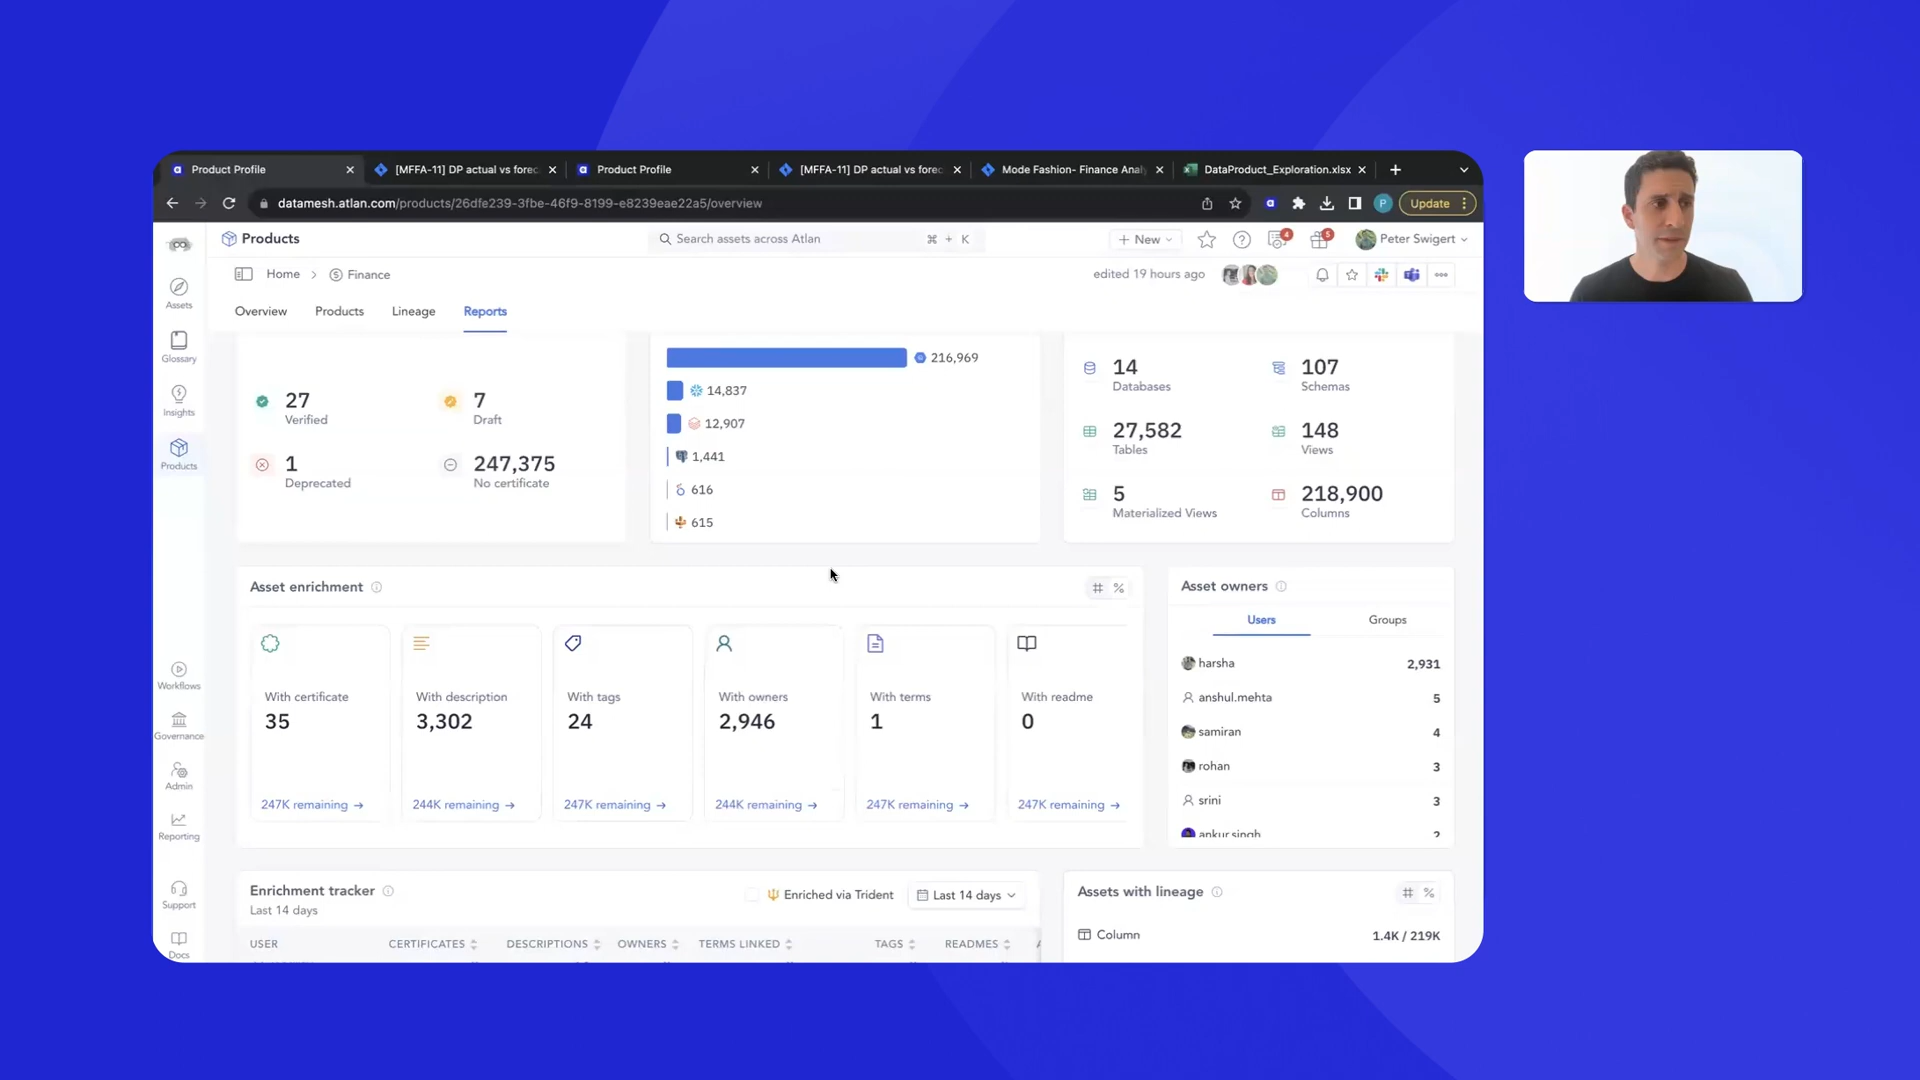 Product Profile
[MFFA-11] DP actual vs forec
Product Profile
[MFFA-11] DP actual vs forec
Mode Fashion- Finance Anal
DataProduct_Exploration.xlsx
datamesh.atlan.com/products/26dfe239-3fbe-46f9-8199-e8239eae22a5/overview
P
Update
Products
Search assets across Atlan
⌘ + K
+ New
4
5
Peter Swigert
Home > Finance
edited 19 hours ago
Overview
Products
Lineage
Reports
Assets
Glossary
Insights
Products
Workflows
Governance
Admin
Reporting
Support
Docs
27
Verified
7
Draft
1
Deprecated
247,375
No certificate
216,969
14,837
12,907
1,441
616
615
14
Databases
107
Schemas
27,582
Tables
148
Views
5
Materialized Views
218,900
Columns
Asset enrichment
# %
With certificate
35
247K remaining →
With description
3,302
244K remaining →
With tags
24
247K remaining →
With owners
2,946
244K remaining →
With terms
1
247K remaining →
With readme
0
247K remaining →
Asset owners
Users
Groups
harsha 2,931
anshul.mehta 5
samiran 4
rohan 3
srini 3
ankur.singh 2
Enrichment tracker
Last 14 days
Enriched via Trident
Last 14 days
USER CERTIFICATES DESCRIPTIONS OWNERS TERMS LINKED TAGS READMES
Assets with lineage
# %
Column 1.4K / 219K